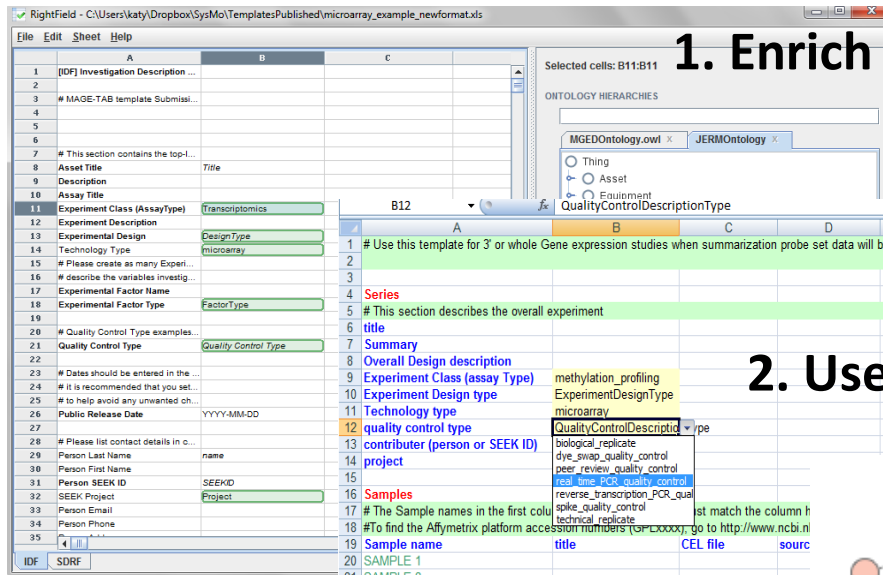 RightField - C:\Users\katy\Dropbox\SysMo\TemplatesPublished\microarray_example_newformat.xls
File Edit Sheet Help
A B C
1 [IDF] Investigation Description ...
2
3 # MAGE-TAB template Submissi...
4
5
6
7 # This section contains the top-l...
8 Asset Title Title
9 Description
10 Assay Title
11 Experiment Class (AssayType) Transcriptomics
12 Experiment Description
13 Experimental Design DesignType
14 Technology Type microarray
15 # Please create as many Experi...
16 # describe the variables investig...
17 Experimental Factor Name
18 Experimental Factor Type FactorType
19
20 # Quality Control Type examples...
21 Quality Control Type Quality Control Type
22
23 # Dates should be entered in the ...
24 # it is recommended that you set...
25 # to help avoid any unwanted ch...
26 Public Release Date YYYY-MM-DD
27
28 # Please list contact details in c...
29 Person Last Name name
30 Person First Name
31 Person SEEK ID SEEKID
32 SEEK Project Project
33 Person Email
34 Person Phone
35
IDF SDRF
1. Enrich
Selected cells: B11:B11
ONTOLOGY HIERARCHIES
MGEDOntology.owl x JERMOntology x
Thing
Asset
Equipment
B12 fx QualityControlDescriptionType
A B C D
1 # Use this template for 3' or whole Gene expression studies when summarization probe set data will b
2
3
4 Series
5 # This section describes the overall experiment
6 title
7 Summary
8 Overall Design description
9 Experiment Class (assay Type) methylation_profiling
10 Experiment Design type ExperimentDesignType
11 Technology type microarray
12 quality control type QualityControlDescriptio ype
13 contributer (person or SEEK ID)
14 project
15
16 Samples
17 # The Sample names in the first colu ust match the column h
18 #To find the Affymetrix platform accession numbers (GPLxxxx), go to http://www.ncbi.nl
19 Sample name title CEL file sourc
20 SAMPLE 1
biological_replicate
dye_swap_quality_control
peer_review_quality_control
real_time_PCR_quality_control
reverse_transcription_PCR_qual
spike_quality_control
technical_replicate
2. Use